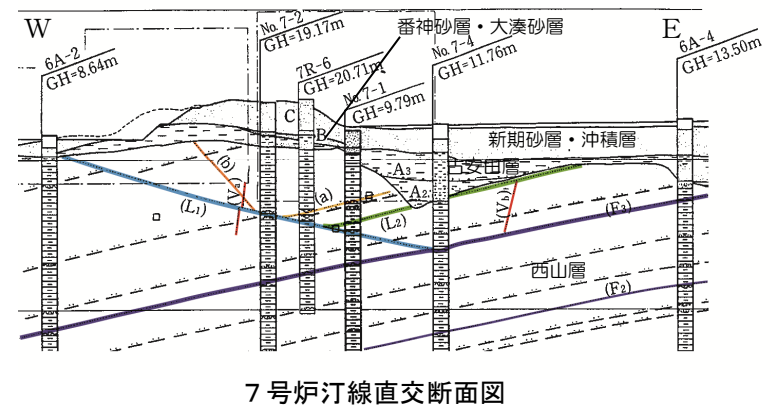 W
E
6A-2
GH=8.64m
No.7-2
GH=19.17m
7R-6
GH=20.71m
No.7-1
GH=9.79m
番神砂層・大湊砂層
No.7-4
GH=11.76m
6A-4
GH=13.50m
C
B
新期砂層・沖積層
古安田層
A3
A2
(b)
(a)
(L1)
(L2)
(F3)
西山層
(F2)
7号炉汀線直交断面図